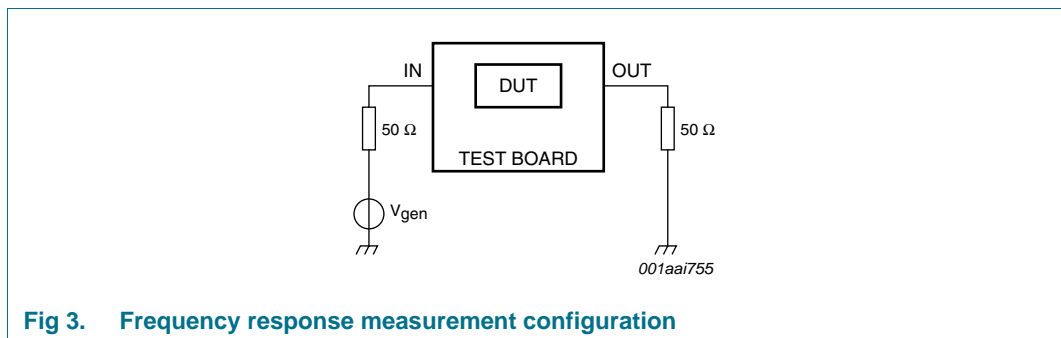 IN
OUT
DUT
50 Ω
50 Ω
TEST BOARD
Vgen
001aai755
Fig 3. Frequency response measurement configuration